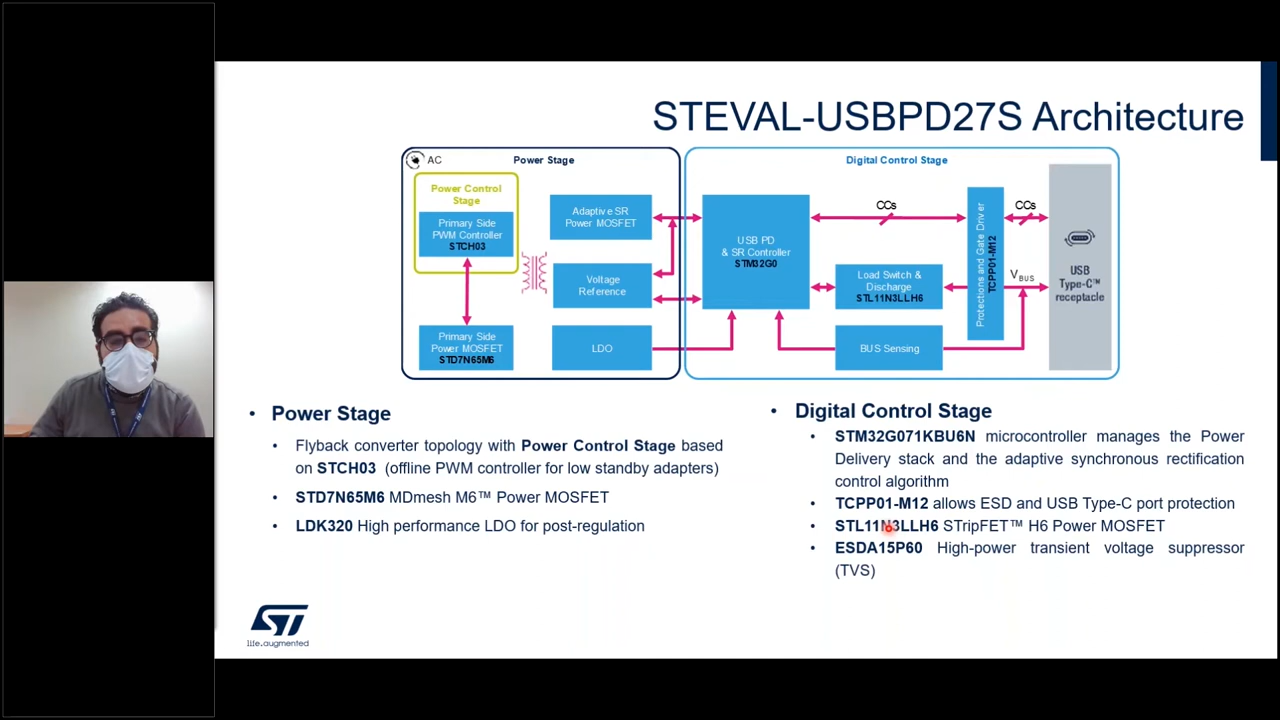 STEVAL-USBPD27S Architecture
AC
Power Stage
Power Control
Stage
Primary Side
PWM Controller
STCH03
Primary Side
Power MOSFET
STD7N65M6
Adaptive SR
Power MOSFET
Voltage
Reference
LDO
Digital Control Stage
USB PD
& SR Controller
STM32G0
CCs
Load Switch &
Discharge
STL11N3LLH6
BUS Sensing
Protections and Gate Driver
TCPP01-M12
CCs
VBUS
USB
Type-C™
receptacle
• Power Stage
• Flyback converter topology with Power Control Stage based
on STCH03 (offline PWM controller for low standby adapters)
• STD7N65M6 MDmesh M6™ Power MOSFET
• LDK320 High performance LDO for post-regulation
• Digital Control Stage
• STM32G071KBU6N microcontroller manages the Power
Delivery stack and the adaptive synchronous rectification
control algorithm
• TCPP01-M12 allows ESD and USB Type-C port protection
• STL11N3LLH6 STripFET™ H6 Power MOSFET
• ESDA15P60 High-power transient voltage suppressor
(TVS)
ST
life.augmented